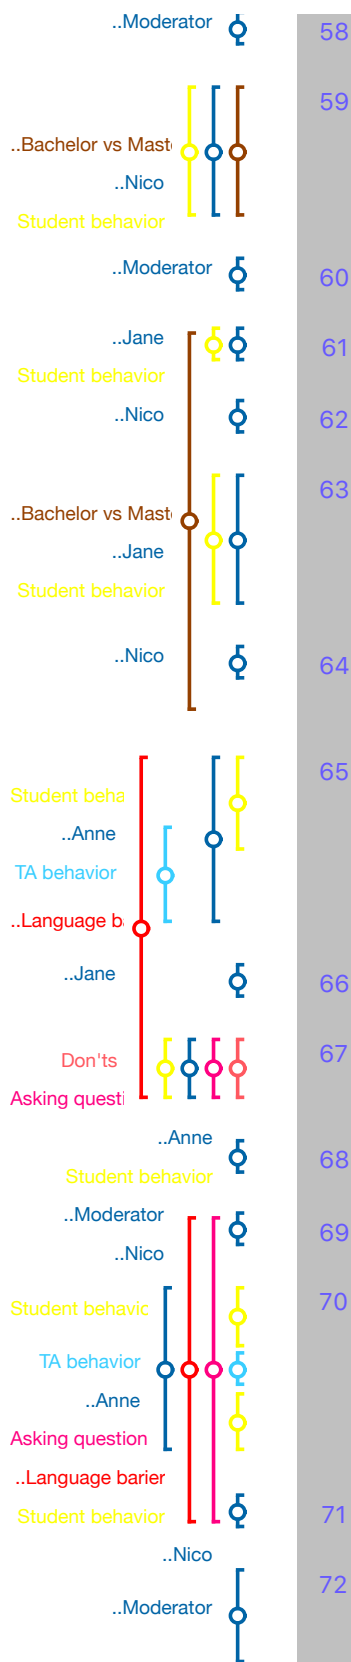 ..Moderator 58
59
..Bachelor vs Mast
..Nico
Student behavior
..Moderator 60
..Jane 61
Student behavior
..Nico 62
63
..Bachelor vs Mast
..Jane
Student behavior
..Nico 64
65
Student beha
..Anne
TA behavior
..Language b
..Jane 66
67
Don'ts
Asking questi
..Anne 68
Student behavior
..Moderator 69
..Nico
70
Student behavio
TA behavior
..Anne
Asking question
..Language barier
Student behavior 71
..Nico
72
..Moderator